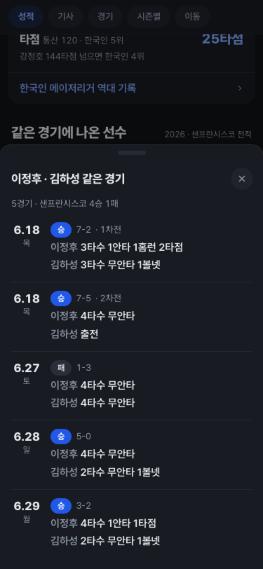 성적 기사 경기 시즌별 이동
타점 통산 120 · 한국인 5위 25타점
강정호 144타점 넘으면 한국인 4위
한국인 메이저리거 역대 기록 ›
같은 경기에 나온 선수 2026 · 샌프란시스코 전적
이정후 · 김하성 같은 경기 ×
5경기 · 샌프란시스코 4승 1패
6.18 승 7-2 · 1차전
목 이정후 3타수 1안타 1홈런 2타점
김하성 3타수 무안타 1볼넷
6.18 승 7-5 · 2차전
목 이정후 4타수 무안타
김하성 출전
6.27 패 1-3
토 이정후 4타수 무안타
김하성 4타수 무안타
6.28 승 5-0
일 이정후 4타수 무안타
김하성 2타수 무안타 1볼넷
6.29 승 3-2
월 이정후 4타수 1안타 1타점
김하성 2타수 무안타 1볼넷